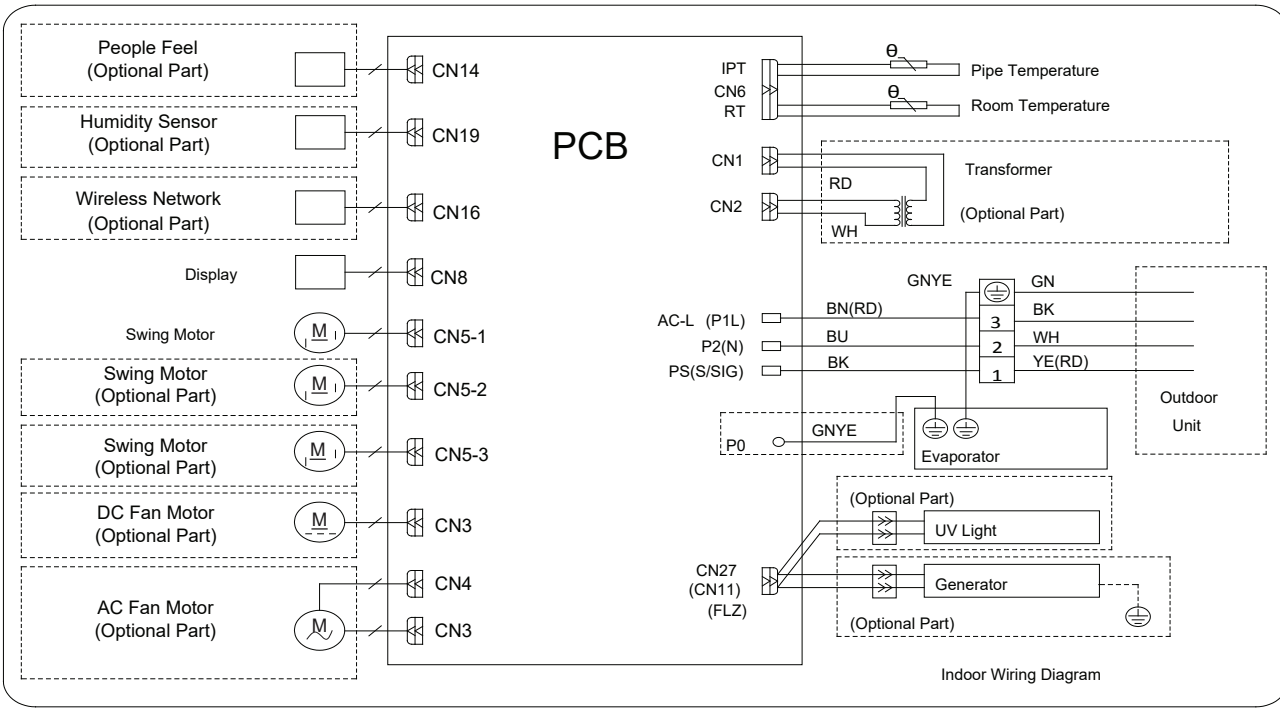 People Feel
(Optional Part)
CN14
Humidity Sensor
(Optional Part)
CN19
Wireless Network
(Optional Part)
CN16
Display
CN8
Swing Motor
M
CN5-1
Swing Motor
(Optional Part)
M
CN5-2
Swing Motor
(Optional Part)
M
CN5-3
DC Fan Motor
(Optional Part)
M
CN3
AC Fan Motor
(Optional Part)
M
CN4
CN3
PCB
IPT
CN6
RT
θ
Pipe Temperature
θ
Room Temperature
CN1
CN2
RD
WH
Transformer
(Optional Part)
AC-L (P1L)
P2(N)
PS(S/SIG)
BN(RD)
BU
BK
GNYE
3
2
1
GN
BK
WH
YE(RD)
Outdoor
Unit
P0
GNYE
Evaporator
(Optional Part)
UV Light
CN27
(CN11)
(FLZ)
Generator
(Optional Part)
Indoor Wiring Diagram